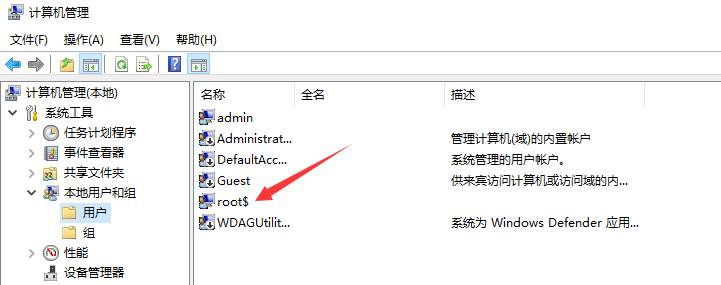 计算机管理
文件(F) 操作(A) 查看(V) 帮助(H)
计算机管理(本地)
系统工具
任务计划程序
事件查看器
共享文件夹
本地用户和组
用户
组
性能
设备管理器
名称 全名 描述
admin
Administrat... 管理计算机(域)的内置帐户
DefaultAcc... 系统管理的用户帐户。
Guest 供来宾访问计算机或访问域的内...
root$
WDAGUtilit... 系统为 Windows Defender 应用...